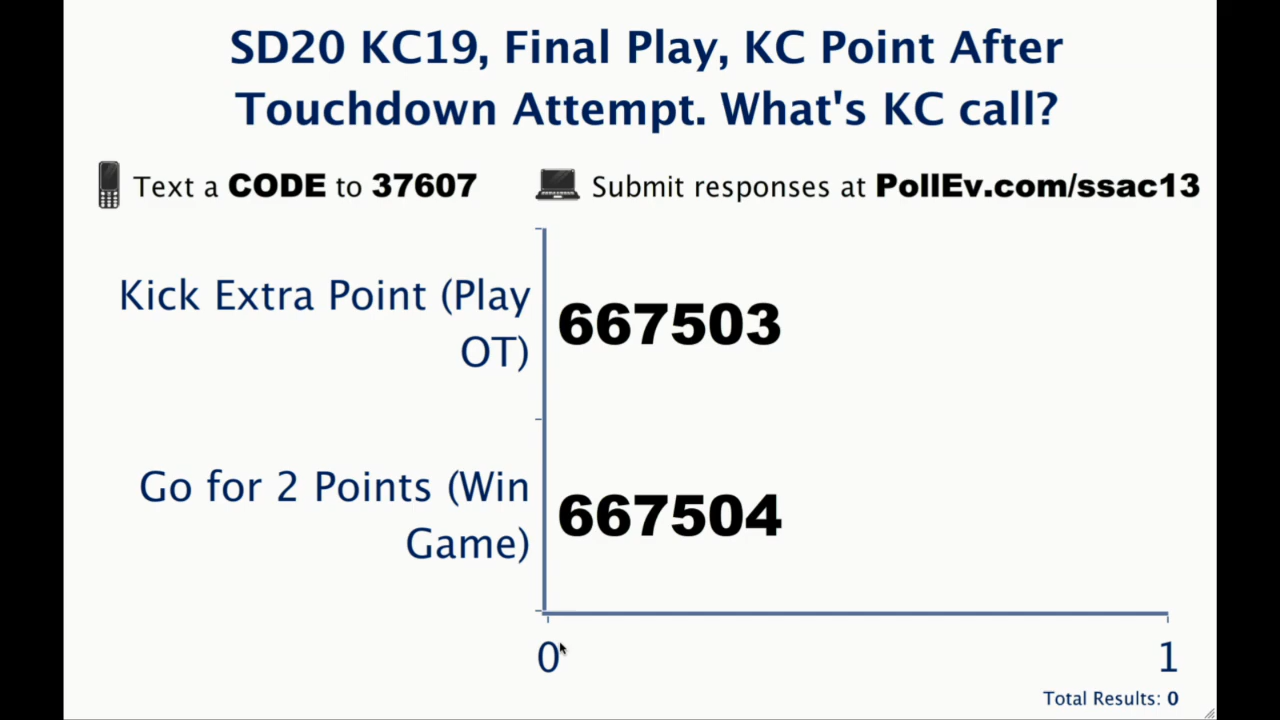 SD20 KC19, Final Play, KC Point After
Touchdown Attempt. What's KC call?
Text a CODE to 37607
Submit responses at PollEv.com/ssac13
Kick Extra Point (Play
OT)
667503
Go for 2 Points (Win
Game)
667504
0
1
Total Results: 0